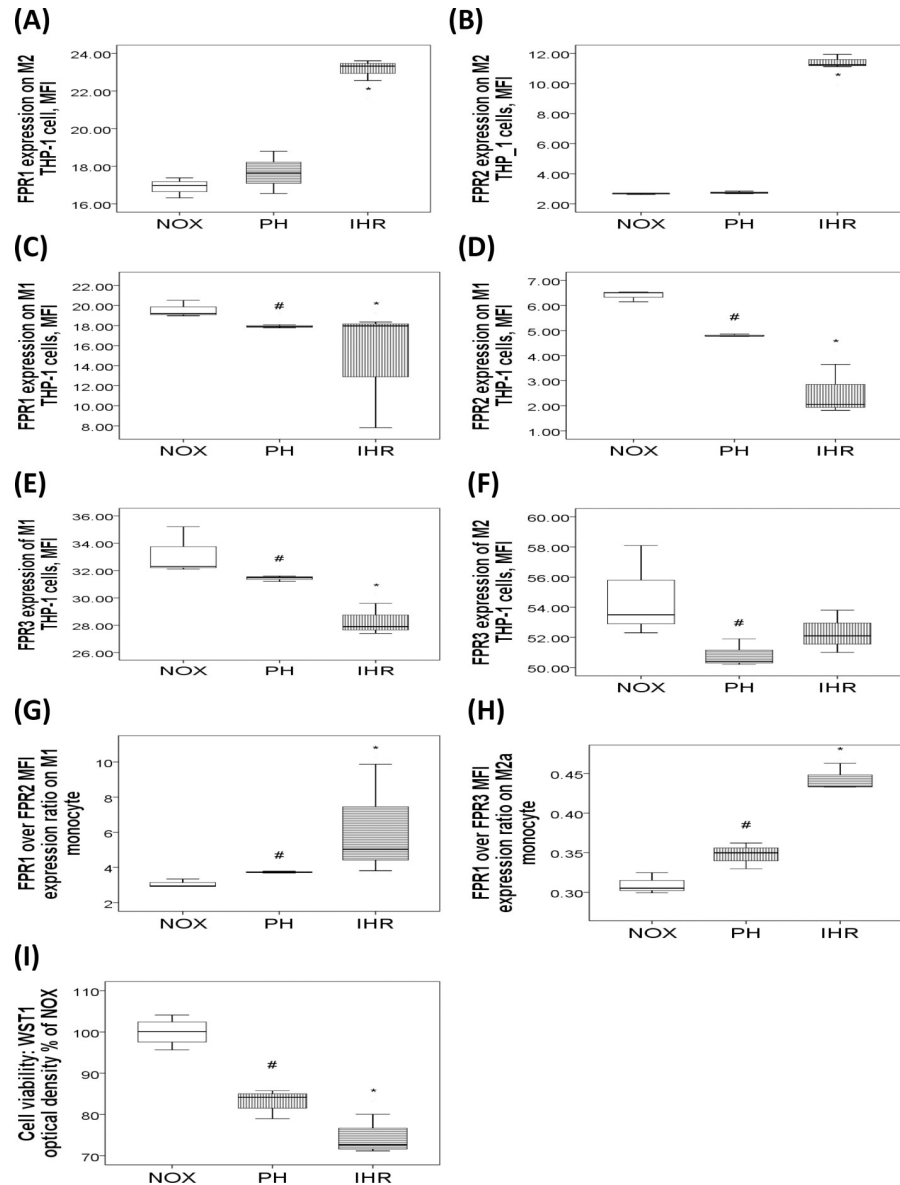 (A)
FPR1 expression on M2
THP-1 cell, MFI
24.00
22.00
20.00
18.00
16.00
*
NOX PH IHR
(B)
FPR2 expression on M2
THP_1 cells, MFI
12.00
10.00
8.00
6.00
4.00
2.00
*
NOX PH IHR
(C)
FPR1 expression on M1
THP-1 cells, MFI
22.00
20.00
18.00
16.00
14.00
12.00
10.00
8.00
# *
NOX PH IHR
(D)
FPR2 expression on M1
THP-1 cells, MFI
7.00
6.00
5.00
4.00
3.00
2.00
1.00
# *
NOX PH IHR
(E)
FPR3 expression of M1
THP-1 cells, MFI
36.00
34.00
32.00
30.00
28.00
26.00
# *
NOX PH IHR
(F)
FPR3 expression of M2
THP-1 cells, MFI
60.00
58.00
56.00
54.00
52.00
50.00
#
NOX PH IHR
(G)
FPR1 over FPR2 MFI
expression ratio on M1
monocyte
10
8
6
4
2
# *
NOX PH IHR
(H)
FPR1 over FPR3 MFI
expression ratio on M2a
monocyte
0.45
0.35
0.30
# *
NOX PH IHR
(I)
Cell viability: WST1
optical density % of NOX
110
100
90
80
70
# *
NOX PH IHR